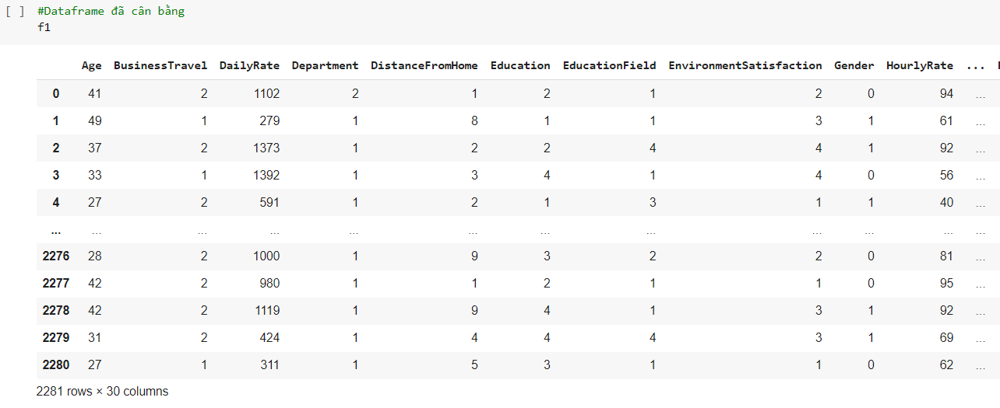 [ ] #Dataframe đã cân bằng
f1
Age BusinessTravel DailyRate Department DistanceFromHome Education EducationField EnvironmentSatisfaction Gender HourlyRate ...
0 41 2 1102 2 1 2 1 2 0 94 ...
1 49 1 279 1 8 1 1 3 1 61 ...
2 37 2 1373 1 2 2 4 4 1 92 ...
3 33 1 1392 1 3 4 1 4 0 56 ...
4 27 2 591 1 2 1 3 1 1 40 ...
... ... ... ... ... ... ... ... ... ... ... ...
2276 28 2 1000 1 9 3 2 2 0 81 ...
2277 42 2 980 1 1 2 1 1 0 95 ...
2278 42 2 1119 1 9 4 1 3 1 92 ...
2279 31 2 424 1 4 4 4 3 1 69 ...
2280 27 1 311 1 5 3 1 1 0 62 ...
2281 rows × 30 columns